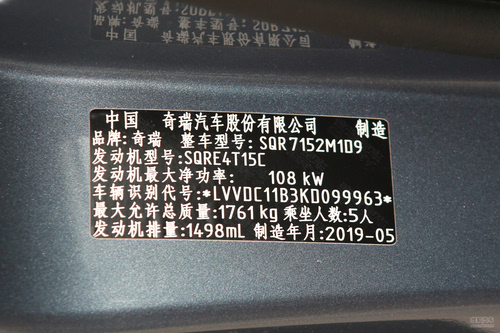 中国 奇瑞汽车股份有限公司 制造
品牌:奇瑞 整车型号:SQR7152M1D9
发动机型号:SQRE4T15C
发动机最大净功率: 108 kW
车辆识别代号:*LVVDC11B3KD099963*
最大允许总质量:1761kg 乘坐人数:5人
发动机排量:1498mL 制造年月:2019-05